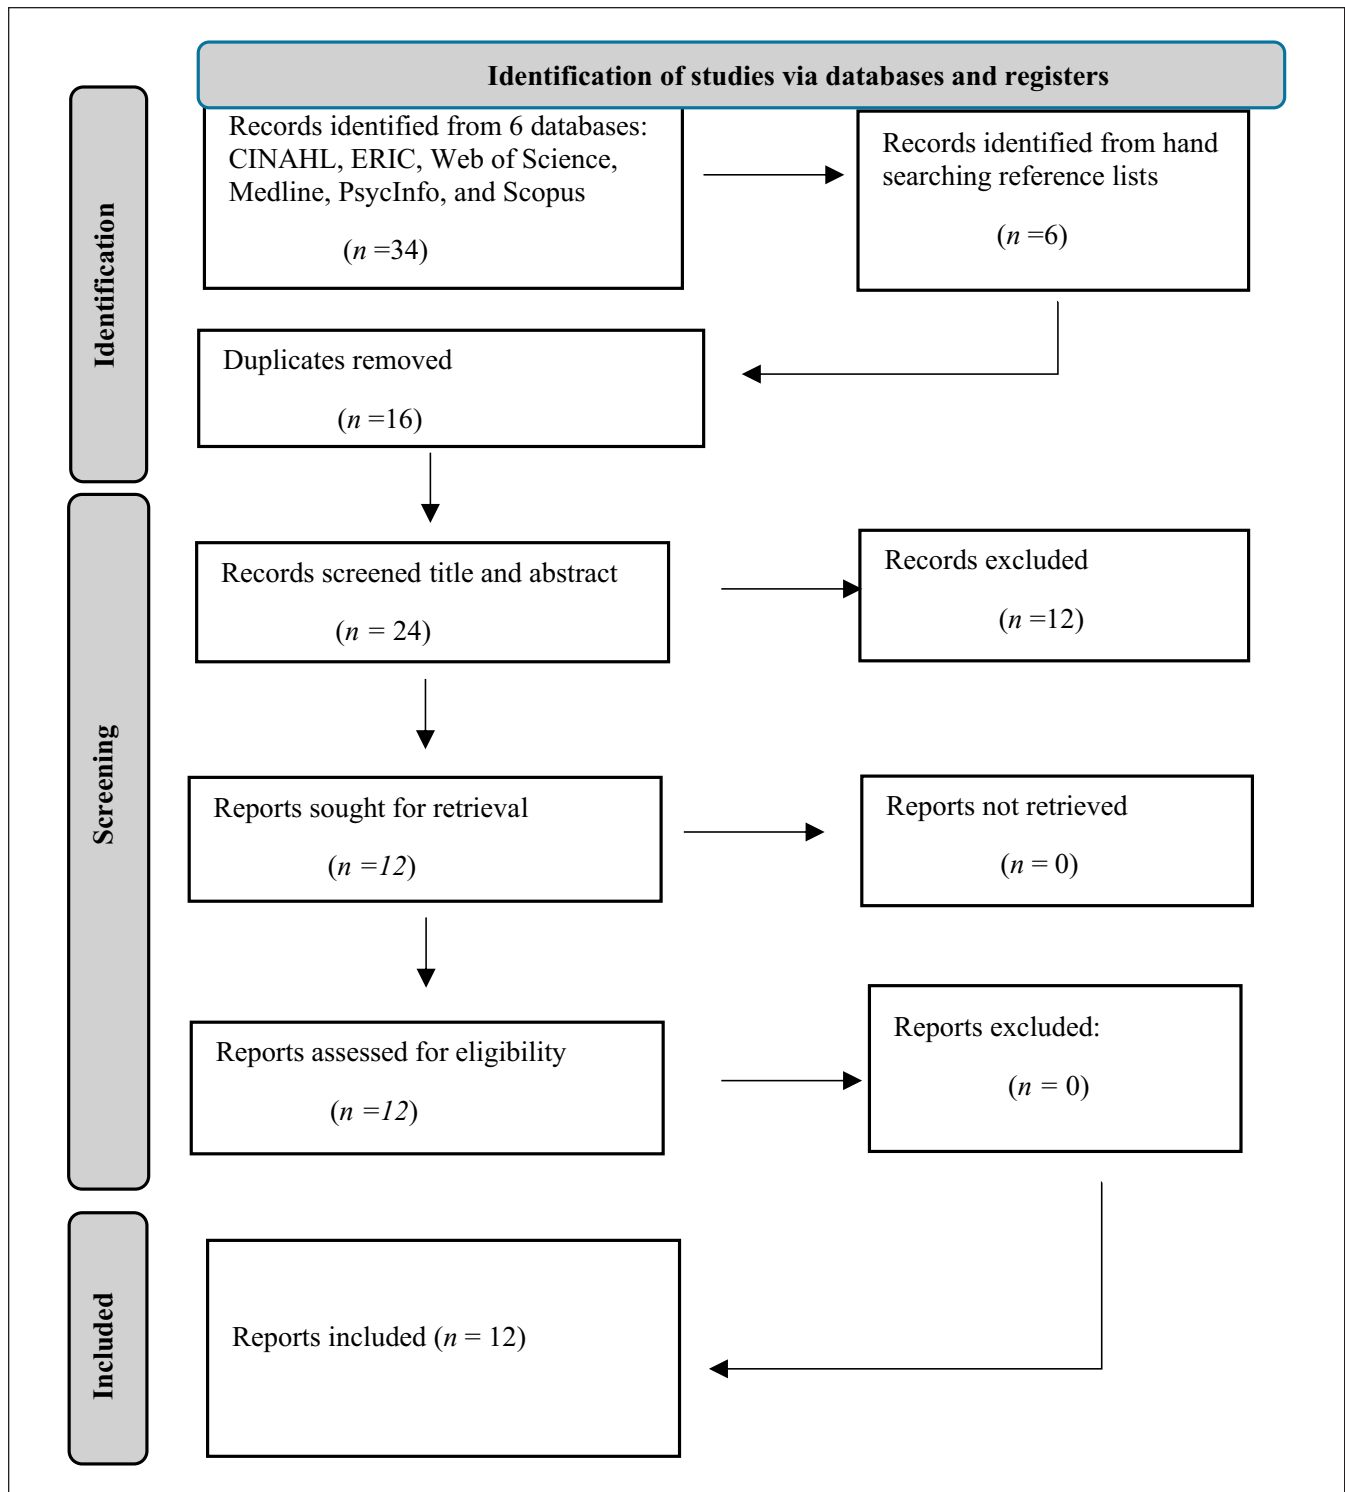 Identification of studies via databases and registers
Identification
Records identified from 6 databases:
CINAHL, ERIC, Web of Science,
Medline, PsycInfo, and Scopus
(n =34)
Records identified from hand
searching reference lists
(n =6)
Duplicates removed
(n =16)
Screening
Records screened title and abstract
(n = 24)
Records excluded
(n =12)
Reports sought for retrieval
(n =12)
Reports not retrieved
(n = 0)
Reports assessed for eligibility
(n =12)
Reports excluded:
(n = 0)
Included
Reports included (n = 12)